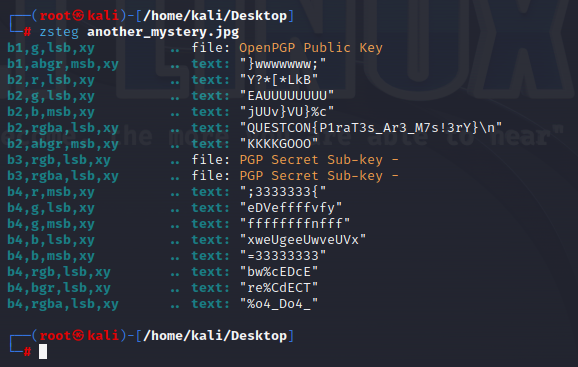 ┌──(root㉿kali)-[/home/kali/Desktop]
└─# zsteg another_mystery.jpg
b1,g,lsb,xy .. file: OpenPGP Public Key
b1,abgr,msb,xy .. text: "}wwwwwww;"
b2,r,lsb,xy .. text: "Y?*[*LkB"
b2,g,lsb,xy .. text: "EAUUUUUUUU"
b2,b,msb,xy .. text: "jUUv}VU}%c"
b2,rgba,lsb,xy .. text: "QUESTCON{P1raT3s_Ar3_M7s!3rY}\n"
b2,abgr,msb,xy .. text: "KKKKGOOO"
b3,rgb,lsb,xy .. file: PGP Secret Sub-key -
b3,rgba,lsb,xy .. file: PGP Secret Sub-key -
b4,r,msb,xy .. text: ";3333333{"
b4,g,lsb,xy .. text: "eDVeffffvfy"
b4,g,msb,xy .. text: "ffffffffnfff"
b4,b,lsb,xy .. text: "xweUgeeUwveUVx"
b4,b,msb,xy .. text: "=33333333"
b4,rgb,lsb,xy .. text: "bw%cEDcE"
b4,bgr,lsb,xy .. text: "re%CdECT"
b4,rgba,lsb,xy .. text: "%o4_Do4_"
┌──(root㉿kali)-[/home/kali/Desktop]
└─#